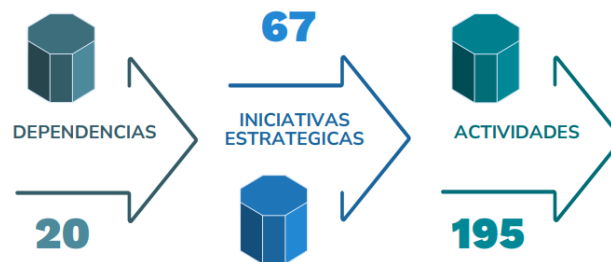 DEPENDENCIAS
20
67
INICIATIVAS
ESTRATEGICAS
ACTIVIDADES
195